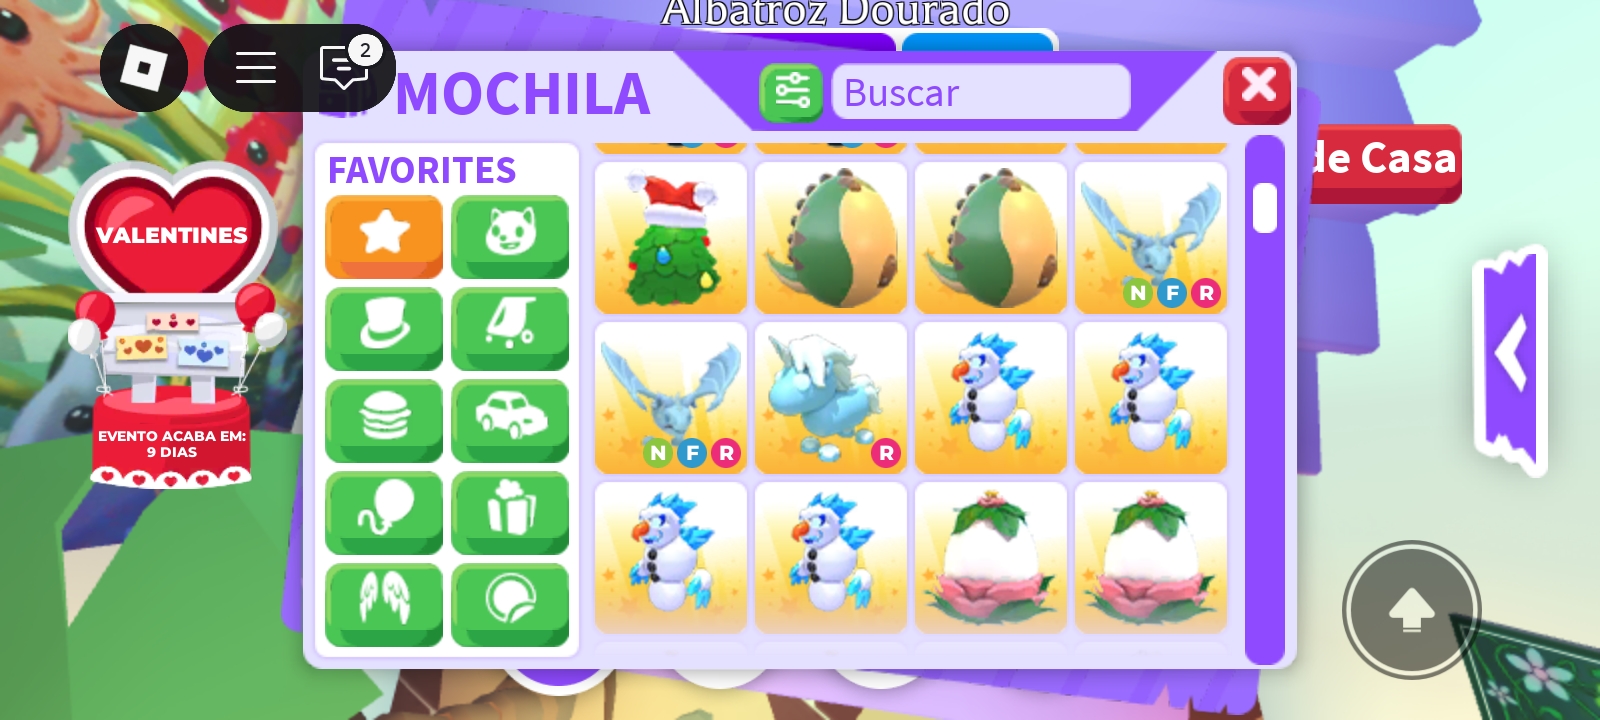 Albatroz Dourado
2
MOCHILA
Buscar
FAVORITES
de Casa
VALENTINES
EVENTO ACABA EM:
9 DIAS
N F R
N F R
R